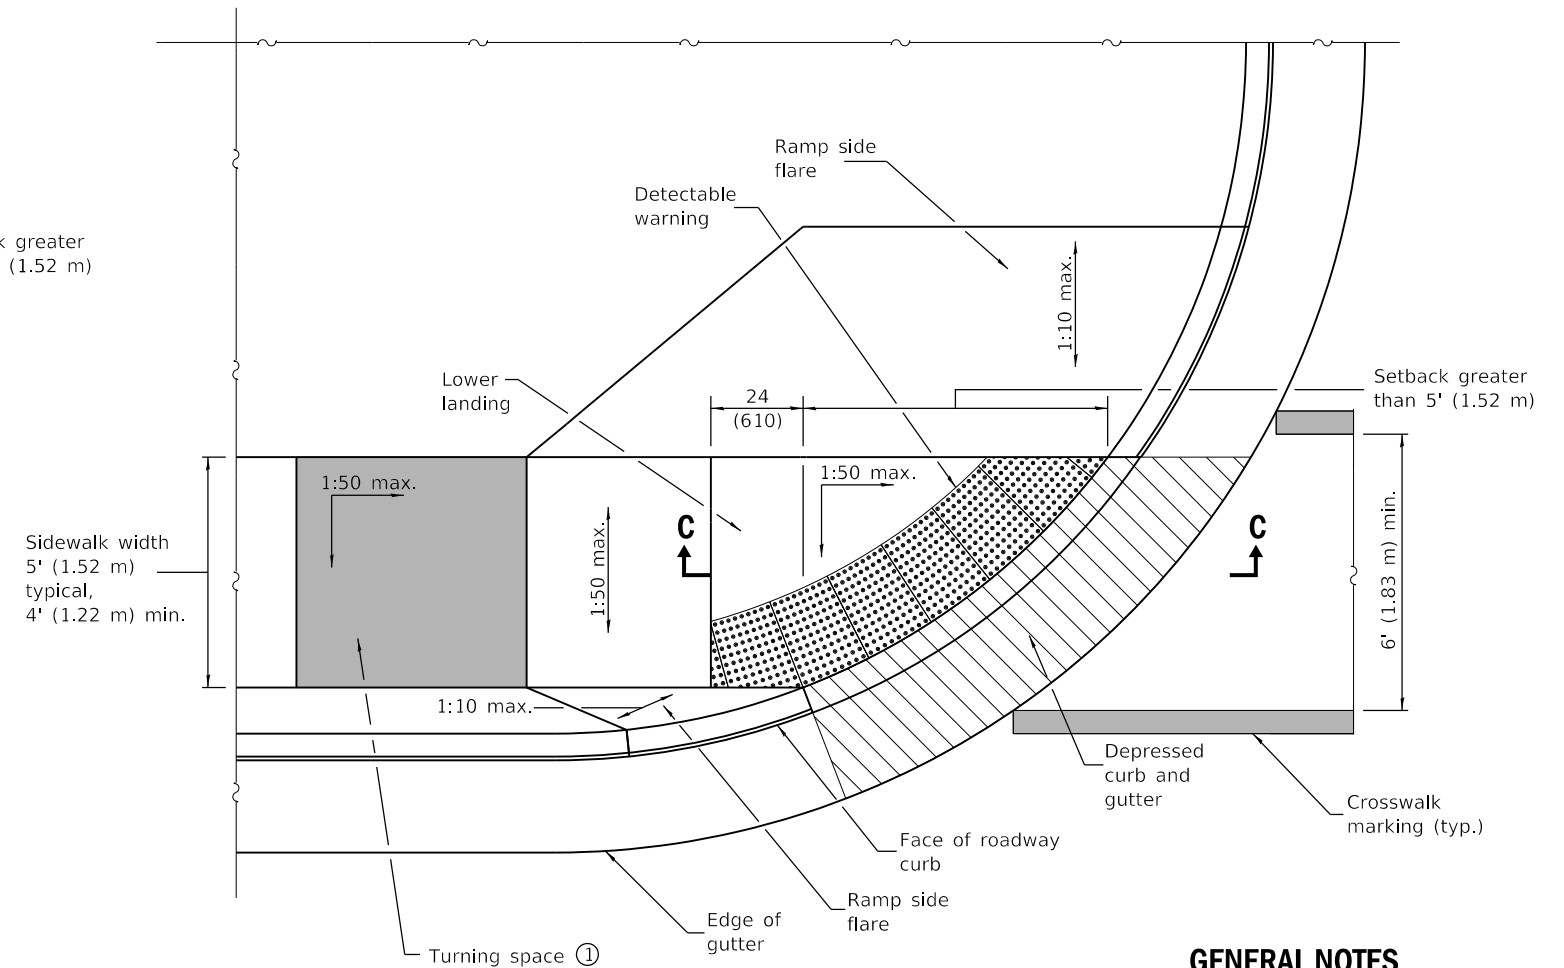 Ramp side
flare
Detectable
warning
k greater
(1.52 m)
1:10 max.
Lower
landing
24
(610)
Setback greater
than 5' (1.52 m)
1:50 max.
1:50 max.
C
C
Sidewalk width
5' (1.52 m)
typical,
4' (1.22 m) min.
1:50 max.
6' (1.83 m) min.
1:10 max.
Depressed
curb and
gutter
Crosswalk
marking (typ.)
Face of roadway
curb
Ramp side
flare
Edge of
gutter
Turning space ①
GENERAL NOTES